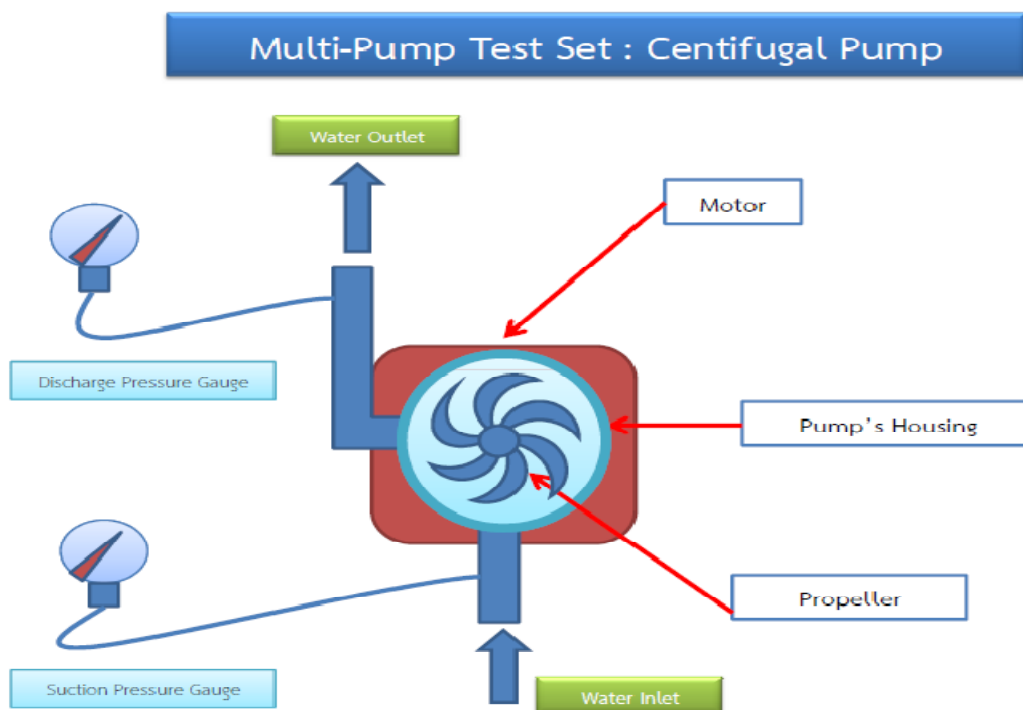 Multi-Pump Test Set : Centifugal Pump
Water Outlet
Motor
Discharge Pressure Gauge
Pump's Housing
Propeller
Suction Pressure Gauge
Water Inlet